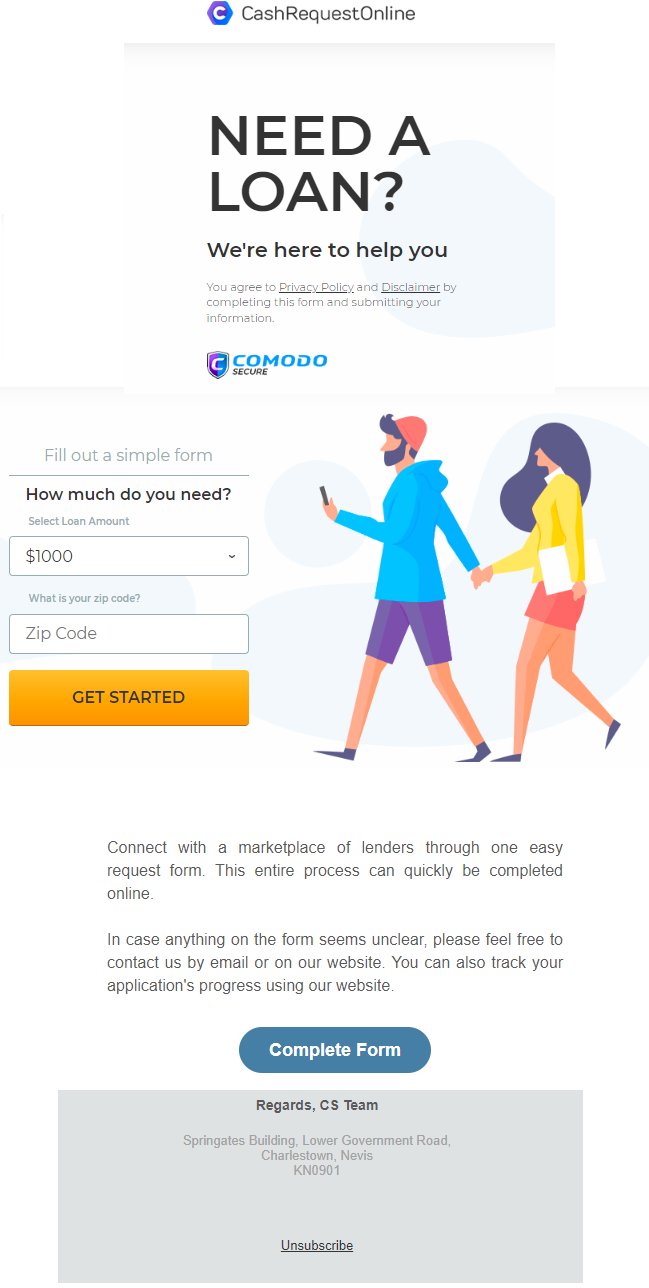 CashRequestOnline
NEED A
LOAN?
We're here to help you
You agree to Privacy Policy and Disclaimer by
completing this form and submitting your
information.
COMODO
SECURE
Fill out a simple form
How much do you need?
Select Loan Amount
$1000
What is your zip code?
Zip Code
GET STARTED
Connect with a marketplace of lenders through one easy
request form. This entire process can quickly be completed
online.
In case anything on the form seems unclear, please feel free to
contact us by email or on our website. You can also track your
application's progress using our website.
Complete Form
Regards, CS Team
Springates Building, Lower Government Road,
Charlestown, Nevis
KN0901
Unsubscribe